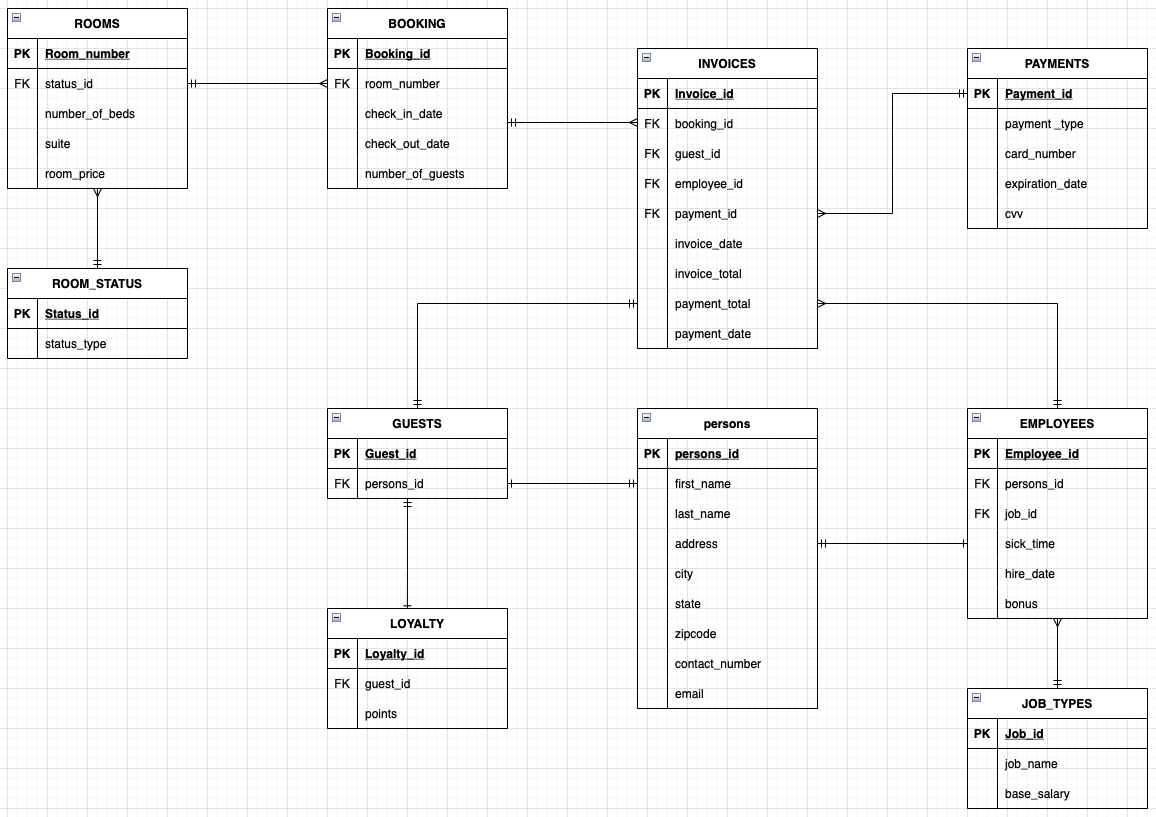 ROOMS
PK Room_number
FK status_id
number_of_beds
suite
room_price
BOOKING
PK Booking_id
FK room_number
check_in_date
check_out_date
number_of_guests
INVOICES
PK Invoice_id
FK booking_id
FK guest_id
FK employee_id
FK payment_id
invoice_date
invoice_total
payment_total
payment_date
PAYMENTS
PK Payment_id
payment _type
card_number
expiration_date
cvv
ROOM_STATUS
PK Status_id
status_type
GUESTS
PK Guest_id
FK persons_id
persons
PK persons_id
first_name
last_name
address
city
state
zipcode
contact_number
email
EMPLOYEES
PK Employee_id
FK persons_id
FK job_id
sick_time
hire_date
bonus
LOYALTY
PK Loyalty_id
FK guest_id
points
JOB_TYPES
PK Job_id
job_name
base_salary